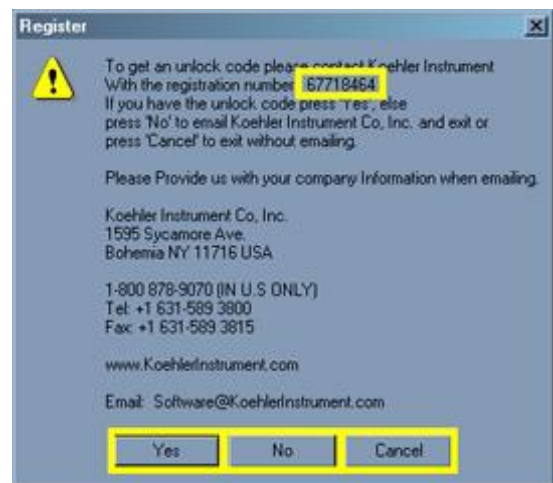 Register
To get an unlock code please contact Koehler Instrument
With the registration number 67718464
If you have the unlock code press 'Yes', else
press 'No' to email Koehler Instrument Co, Inc. and exit or
press 'Cancel' to exit without emailing.
Please Provide us with your company Information when emailing.
Koehler Instrument Co, Inc.
1595 Sycamore Ave.
Bohemia NY 11716 USA
1-800 878-9070 (IN U.S ONLY)
Tel: +1 631-589 3800
Fax: +1 631-589 3815
www.KoehlerInstrument.com
Email: Software@KoehlerInstrument.com
Yes No Cancel